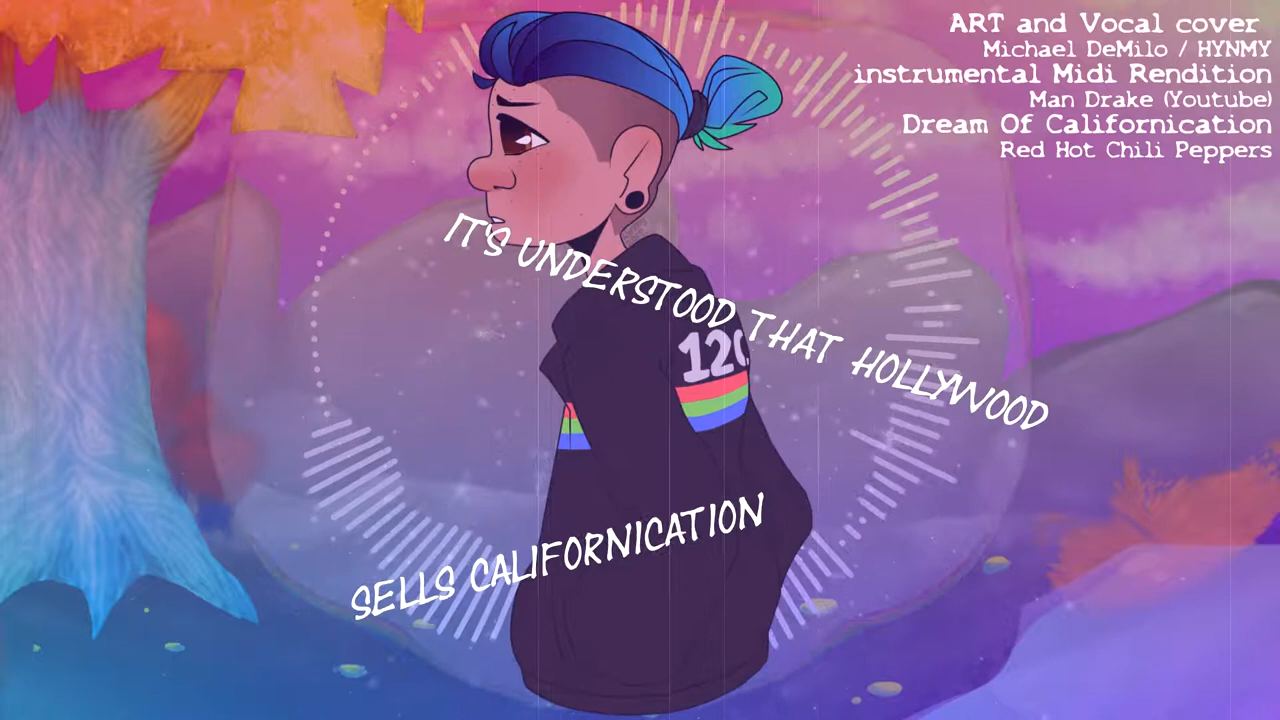 ART and Vocal cover
Michael DeMilo / HYNMY
instrumental Midi Rendition
Man Drake (Youtube)
Dream Of Californication
Red Hot Chili Peppers
IT'S UNDERSTOOD THAT HOLLYWOOD
120
SELLS CALIFORNICATION